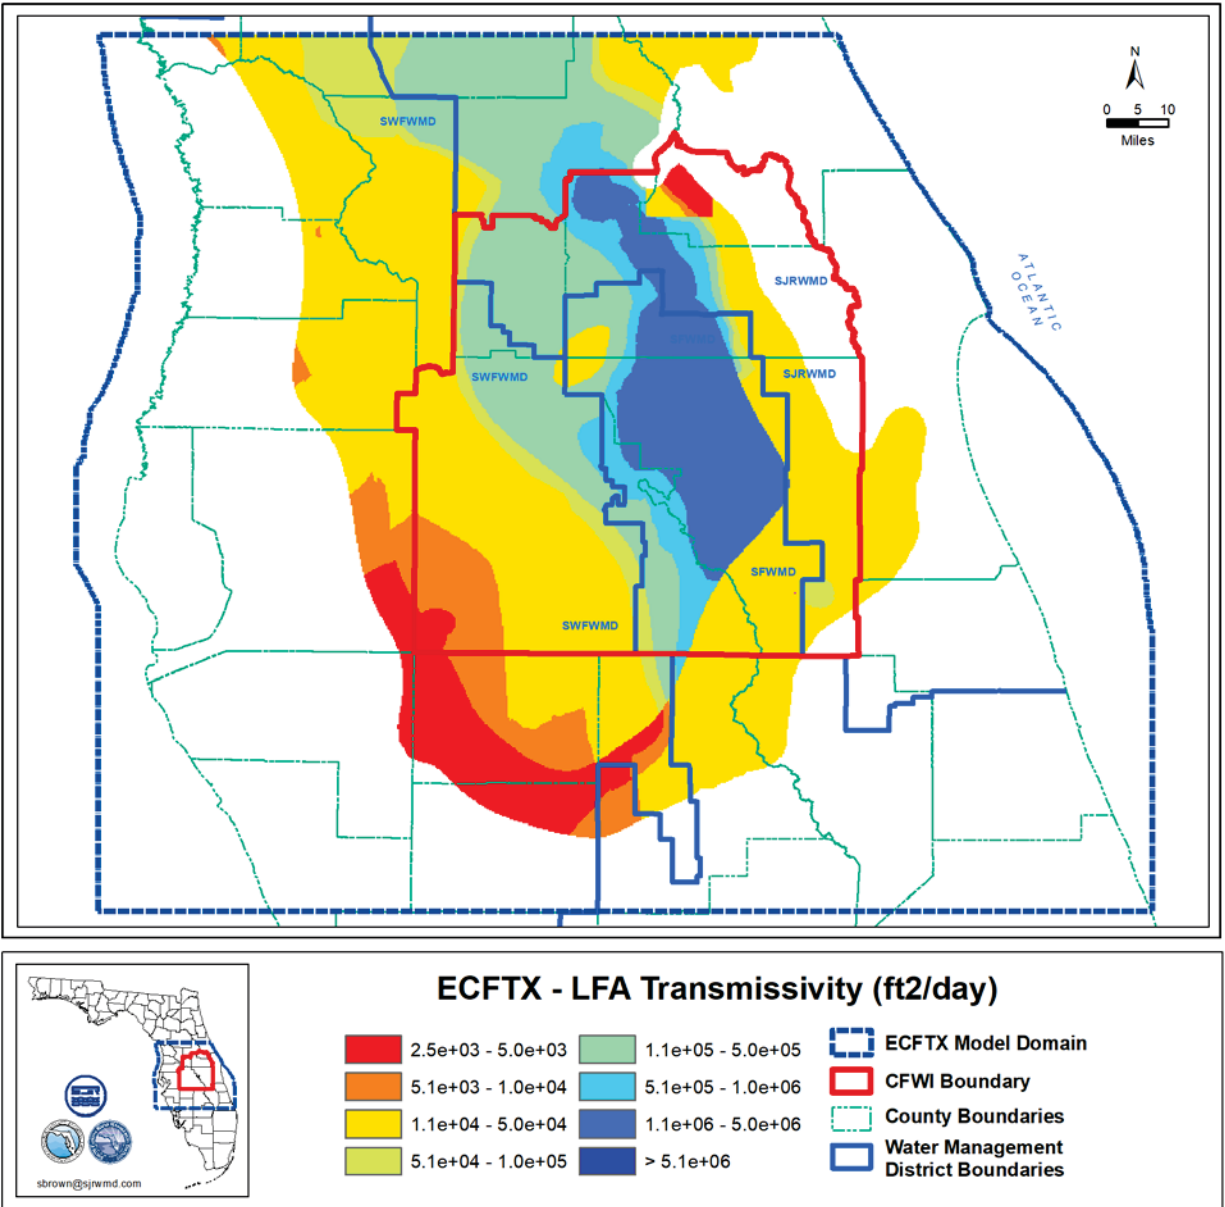 N
0 5 10
Miles
SWFWMD
ATLANTIC
OCEAN
SJRWMD
SFWMD
SWFWMD
SJRWMD
SFWMD
SWFWMD
ECFTX - LFA Transmissivity (ft2/day)
2.5e+03 - 5.0e+03
5.1e+03 - 1.0e+04
1.1e+04 - 5.0e+04
5.1e+04 - 1.0e+05
1.1e+05 - 5.0e+05
5.1e+05 - 1.0e+06
1.1e+06 - 5.0e+06
> 5.1e+06
ECFTX Model Domain
CFWI Boundary
County Boundaries
Water Management
District Boundaries
sbrown@sjrwmd.com